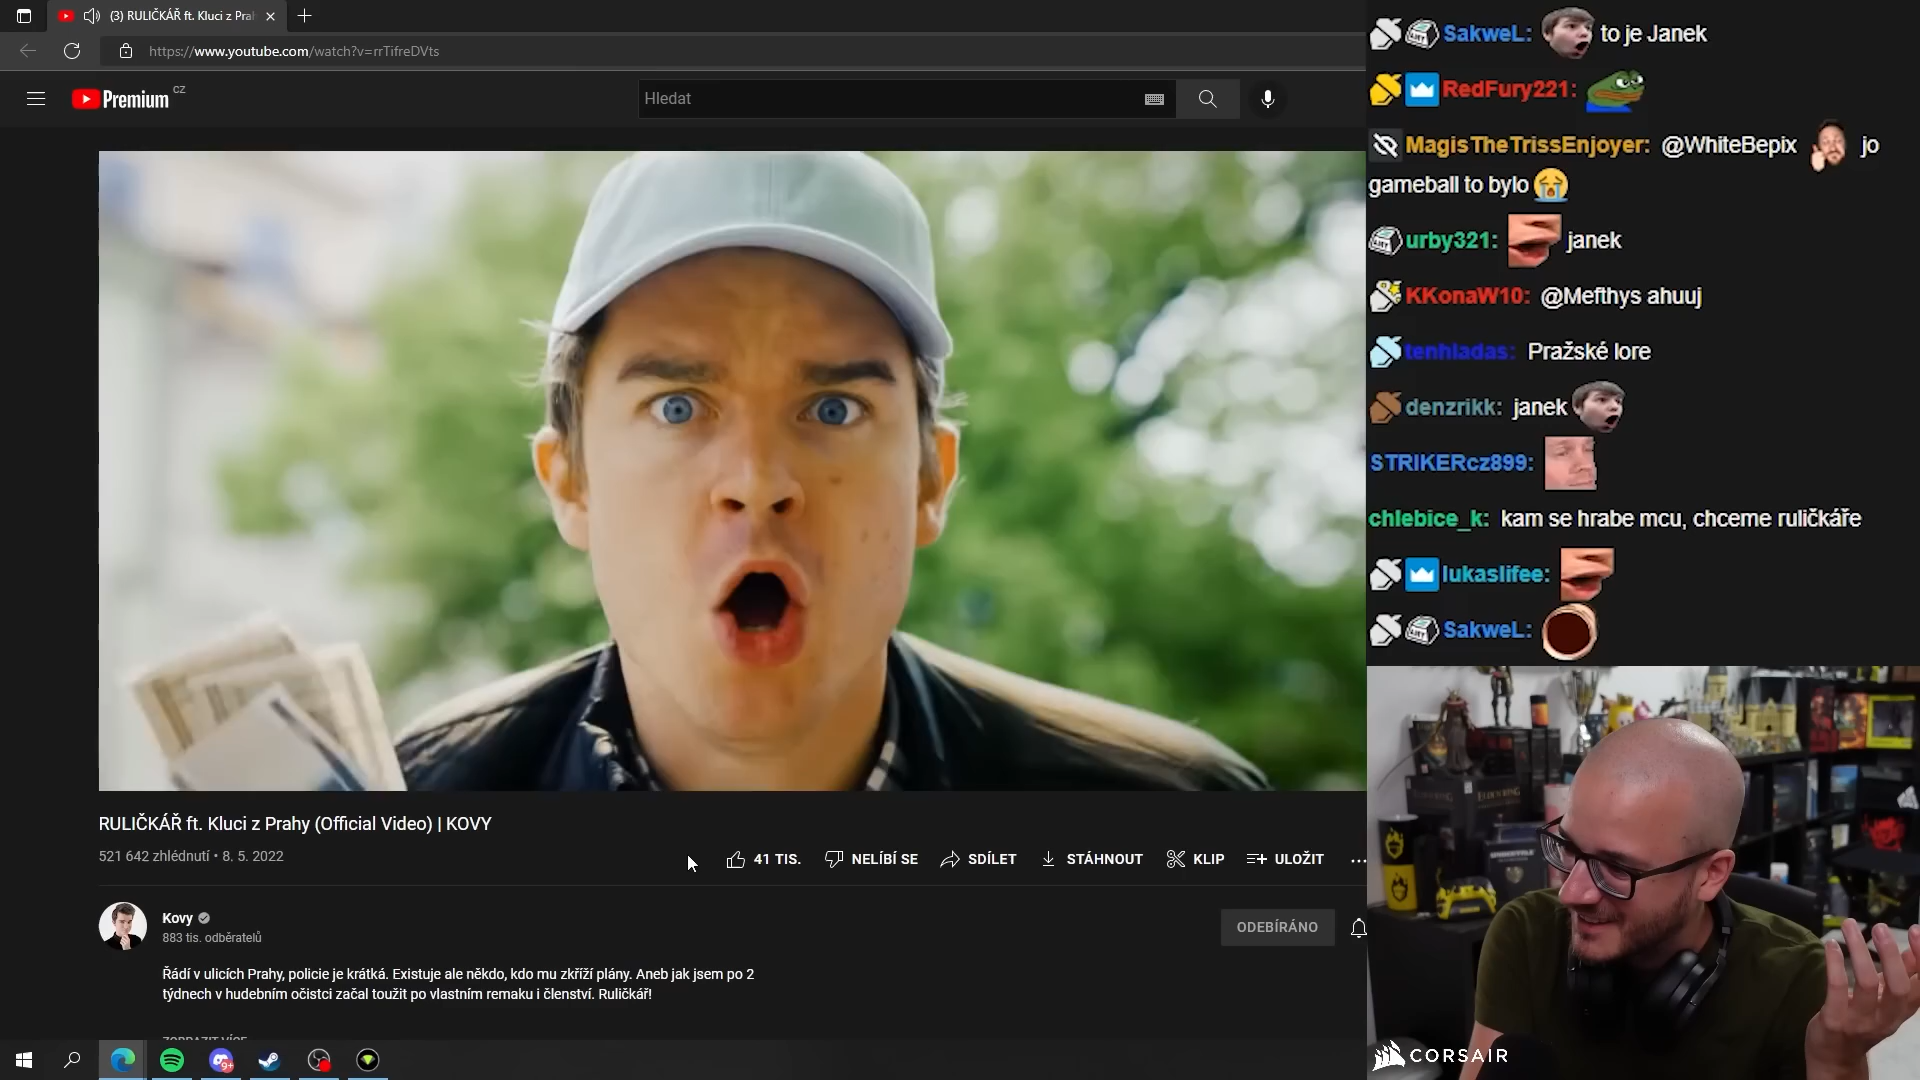 (3) RULIČKÁŘ ft. Kluci z Prah
https://www.youtube.com/watch?v=rrTifreDVts
Premium CZ
Hledat
RULIČKÁŘ ft. Kluci z Prahy (Official Video) | KOVY
521 642 zhlédnutí • 8. 5. 2022
41 TIS.
NELÍBÍ SE
SDÍLET
STÁHNOUT
KLIP
ULOŽIT
Kovy
883 tis. odběratelů
ODEBÍRÁNO
Řádí v ulicích Prahy, policie je krátká. Existuje ale někdo, kdo mu zkříží plány. Aneb jak jsem po 2
týdnech v hudebním očistci začal toužit po vlastním remaku i členství. Ruličkář!
9+
SakweL: to je Janek
RedFury221:
MagisTheTrissEnjoyer: @WhiteBepix jo
gameball to bylo
urby321: janek
KKonaW10: @Mefthys ahuuj
tenhladas: Pražské lore
denzrikk: janek
STRIKERcz899:
chlebice_k: kam se hrabe mcu, chceme ruličkáře
lukaslifee:
SakweL:
CORSAIR